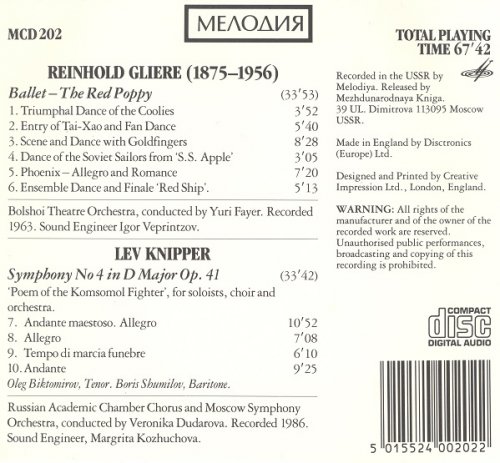 MCD 202
МЕЛОДИЯ
TOTAL PLAYING
TIME 67'42
REINHOLD GLIERE (1875–1956)
Ballet – The Red Poppy (33'53)
1. Triumphal Dance of the Coolies 3'52
2. Entry of Tai-Xao and Fan Dance 5'40
3. Scene and Dance with Goldfingers 8'28
4. Dance of the Soviet Sailors from 'S.S. Apple' 3'05
5. Phoenix – Allegro and Romance 7'20
6. Ensemble Dance and Finale 'Red Ship'. 5'13
Bolshoi Theatre Orchestra, conducted by Yuri Fayer. Recorded
1963. Sound Engineer Igor Veprintzov.
LEV KNIPPER
Symphony No 4 in D Major Op. 41 (33'42)
'Poem of the Komsomol Fighter', for soloists, choir and
orchestra.
7. Andante maestoso. Allegro 10'52
8. Allegro 7'08
9. Tempo di marcia funebre 6'10
10. Andante 9'25
Oleg Biktomirov, Tenor. Boris Shumilov, Baritone.
Russian Academic Chamber Chorus and Moscow Symphony
Orchestra, conducted by Veronika Dudarova. Recorded 1986.
Sound Engineer, Margrita Kozhuchova.
Recorded in the USSR by
Melodiya. Released by
Mezhdunarodnaya Kniga.
39 UL. Dimitrova 113095 Moscow
USSR.
Made in England by Disctronics
(Europe) Ltd.
Designed and Printed by Creative
Impression Ltd., London, England.
WARNING: All rights of the
manufacturer and of the owner of the
recorded work are reserved.
Unauthorised public performances,
broadcasting and copying of this
recording is prohibited.
COMPACT
disc
DIGITAL AUDIO
5 015524 002022